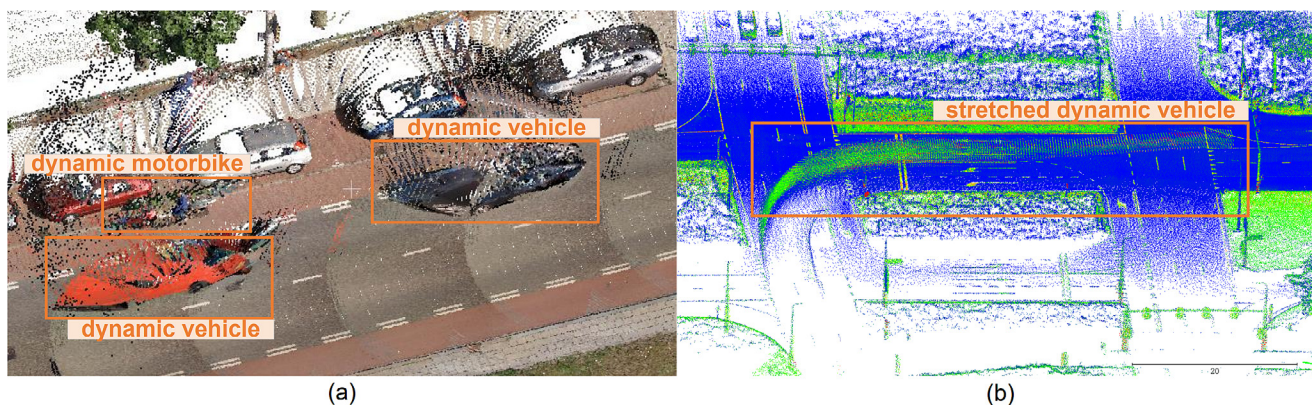 dynamic vehicle
dynamic motorbike
dynamic vehicle
(a)
stretched dynamic vehicle
20
(b)